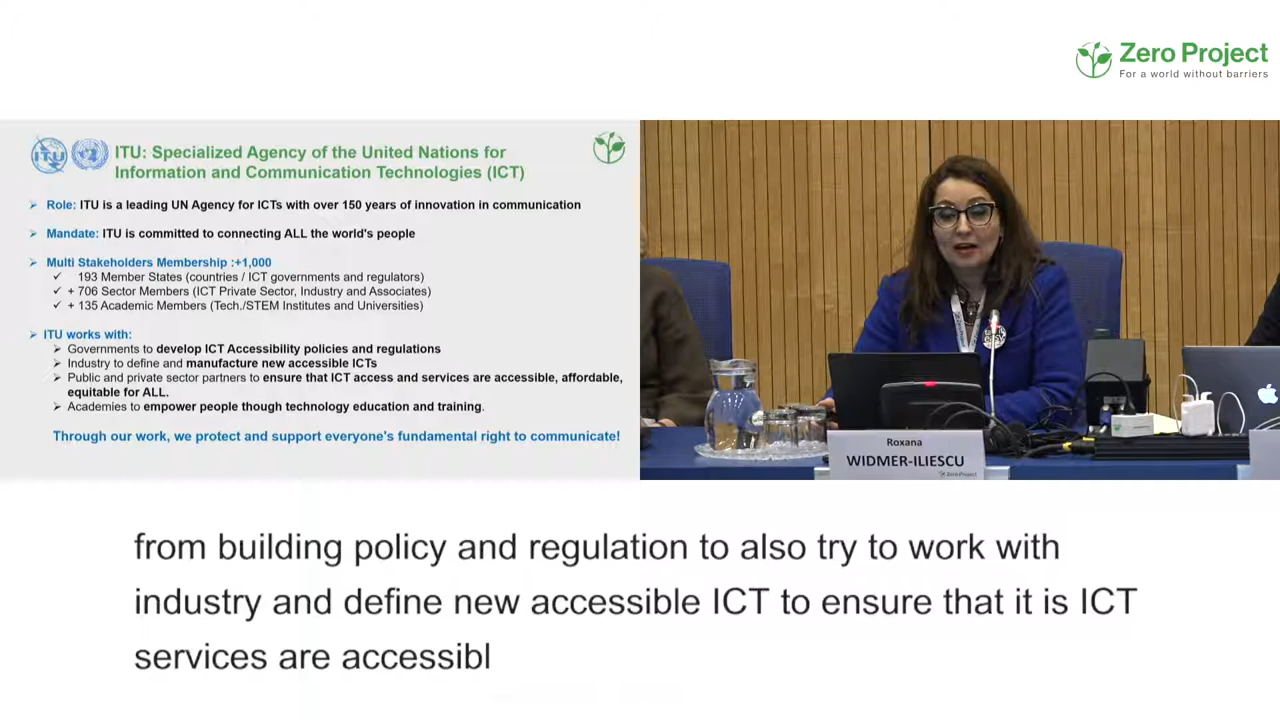 Zero Project
For a world without barriers
ITU: Specialized Agency of the United Nations for
Information and Communication Technologies (ICT)
Role: ITU is a leading UN Agency for ICTs with over 150 years of innovation in communication
Mandate: ITU is committed to connecting ALL the world's people
Multi Stakeholders Membership :+1,000
193 Member States (countries / ICT governments and regulators)
+ 706 Sector Members (ICT Private Sector, Industry and Associates)
+ 135 Academic Members (Tech./STEM Institutes and Universities)
ITU works with:
Governments to develop ICT Accessibility policies and regulations
Industry to define and manufacture new accessible ICTs
Public and private sector partners to ensure that ICT access and services are accessible, affordable,
equitable for ALL.
Academies to empower people though technology education and training.
Through our work, we protect and support everyone's fundamental right to communicate!
Roxana
WIDMER-ILIESCU
Zero Project
from building policy and regulation to also try to work with
industry and define new accessible ICT to ensure that it is ICT
services are accessibl